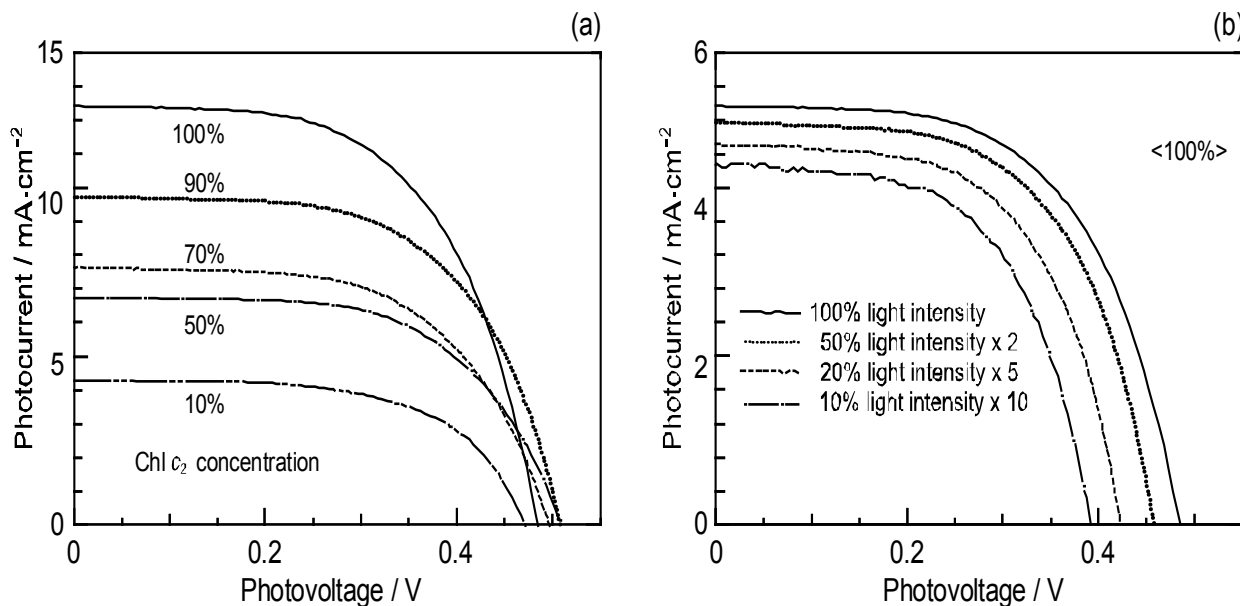 (a)
15
10
5
0
Photocurrent / mA·cm⁻²
100%
90%
70%
50%
10%
Chl c₂ concentration
0
0.2
0.4
Photovoltage / V
(b)
6
4
2
0
Photocurrent / mA·cm⁻²
<100%>
100% light intensity
50% light intensity x 2
20% light intensity x 5
10% light intensity x 10
0
0.2
0.4
Photovoltage / V